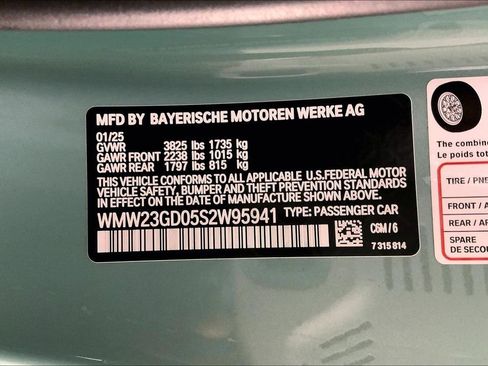 MFD BY BAYERISCHE MOTOREN WERKE AG
01/25
GVWR 3825 lbs 1735 kg
GAWR FRONT 2238 lbs 1015 kg
GAWR REAR 1797 lbs 815 kg
THIS VEHICLE CONFORMS TO ALL APPLICABLE U.S.FEDERAL MOTOR
VEHICLE SAFETY, BUMPER AND THEFT PREVENTION STANDARDS
IN EFFECT ON THE DATE OF MANUFACTURE SHOWN ABOVE.
WMW23GD05S2W95941 TYPE: PASSENGER CAR
C6M / 6
7 315 814
The combine
Le poids tot
TIRE / PNE
FRONT / A
REAR / AR
SPARE
DE SECOU